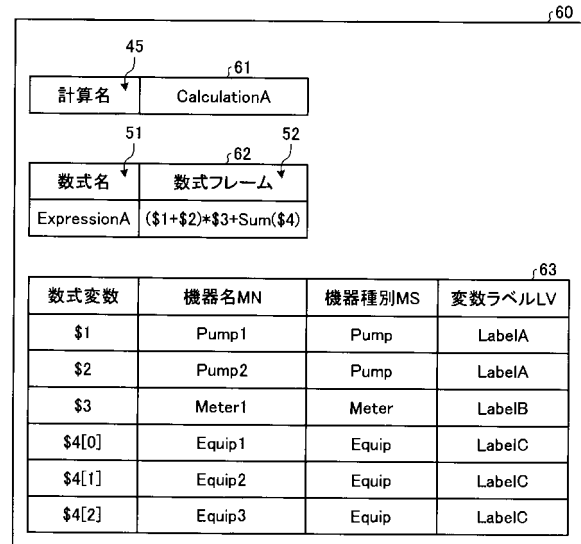 60
45
61
計算名 CalculationA
51
62
52
数式名 数式フレーム
ExpressionA ($1+$2)*$3+Sum($4)
63
数式変数 機器名MN 機器種別MS 変数ラベルLV
$1 Pump1 Pump LabelA
$2 Pump2 Pump LabelA
$3 Meter1 Meter LabelB
$4[0] Equip1 Equip LabelC
$4[1] Equip2 Equip LabelC
$4[2] Equip3 Equip LabelC